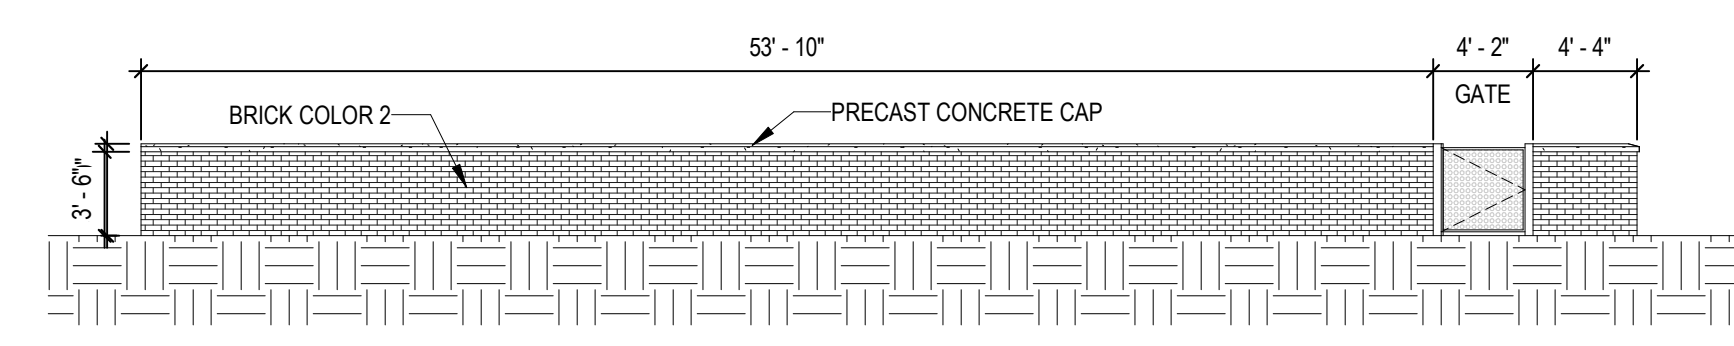 53' - 10"
4' - 2"
4' - 4"
GATE
BRICK COLOR 2
PRECAST CONCRETE CAP
3' - 6"